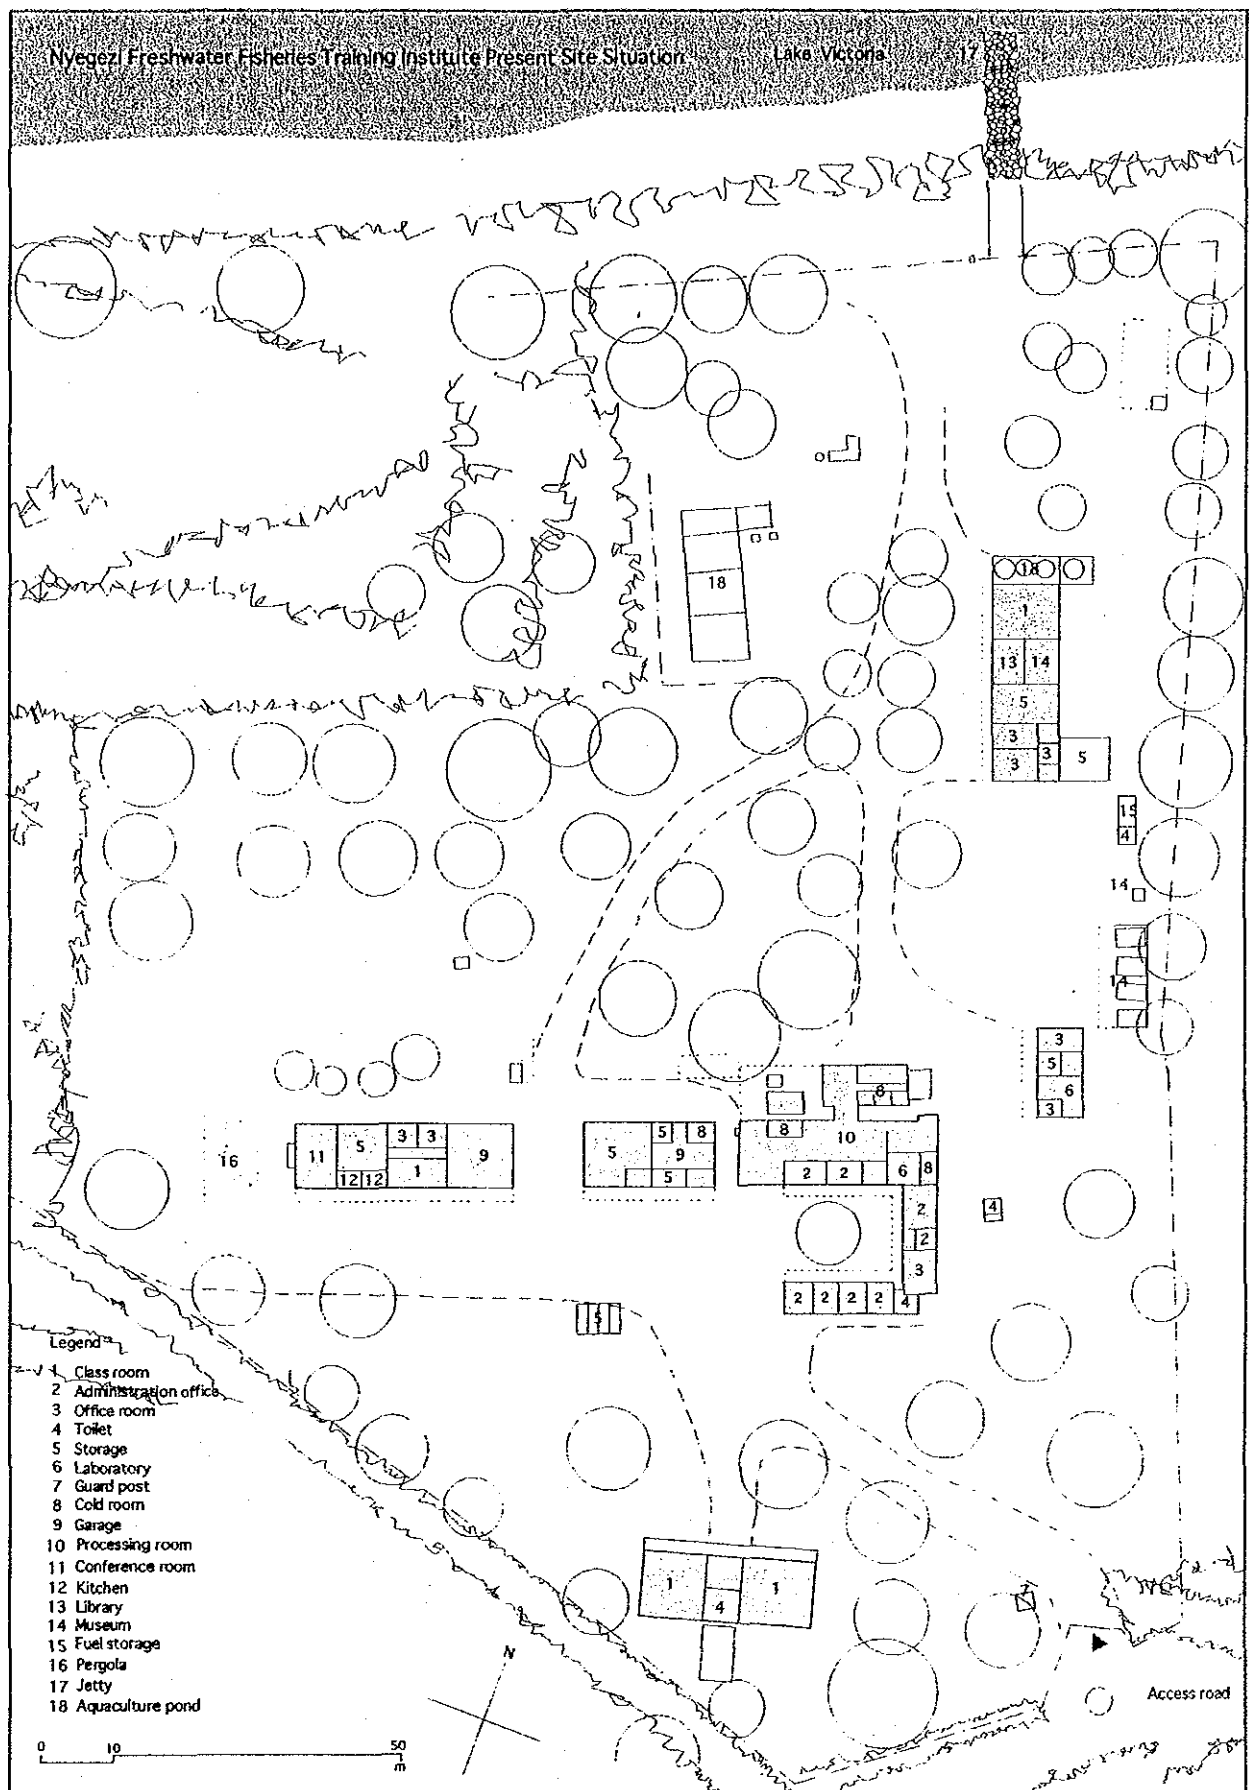 Nyegezi Freshwater Fisheries Training Institute Present Site Situation Lake Victoria 17
18
18
1
13 14
5
3
3
3 5
15
4
14
14
3
5
6
3
8
16 11 5 3 3 9 5 5 8 8 10
9
12 12 1 5 2 2 6 8
2
4
2
3
2 2 2 2 4
5
Legend
1 Class room
2 Administration office
3 Office room
4 Toilet
5 Storage
6 Laboratory
7 Guard post
8 Cold room
9 Garage
10 Processing room
11 Conference room
12 Kitchen
13 Library
14 Museum
15 Fuel storage
16 Pergola
17 Jetty
18 Aquaculture pond
1 4 1
7
N
Access road
0 10 50
m